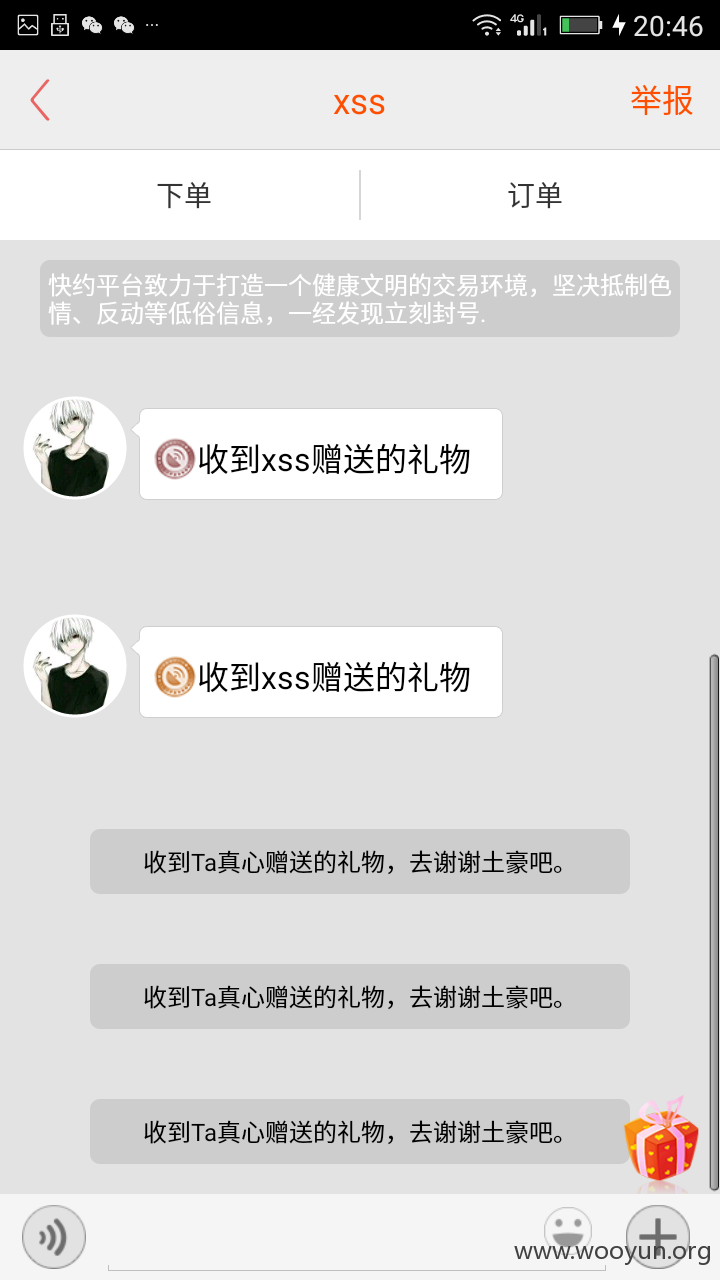 4G 1 20:46
xss 举报
下单 订单
快约平台致力于打造一个健康文明的交易环境，坚决抵制色
情、反动等低俗信息，一经发现立刻封号.
收到xss赠送的礼物
收到xss赠送的礼物
收到Ta真心赠送的礼物，去谢谢土豪吧。
收到Ta真心赠送的礼物，去谢谢土豪吧。
收到Ta真心赠送的礼物，去谢谢土豪吧。
www.wooyun.org